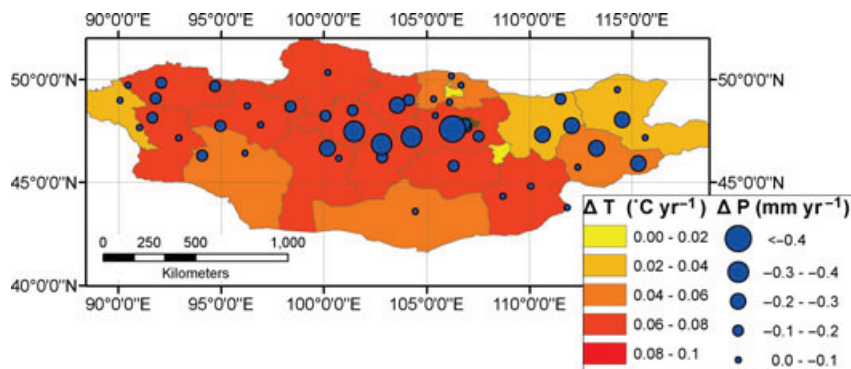 90°0'0"E 95°0'0"E 100°0'0"E 105°0'0"E 110°0'0"E 115°0'0"E
50°0'0"N 50°0'0"N
45°0'0"N 45°0'0"N
40°0'0"N
0 250 500 1,000
Kilometers
90°0'0"E 95°0'0"E 100°0'0"E 105°0'0"E 110°0'0"E
Δ T (°C yr⁻¹) Δ P (mm yr⁻¹)
0.00 - 0.02 <–0.4
0.02 - 0.04 –0.3 - –0.4
0.04 - 0.06 –0.2 - –0.3
0.06 - 0.08 –0.1 - –0.2
0.08 - 0.1 0.0 - –0.1